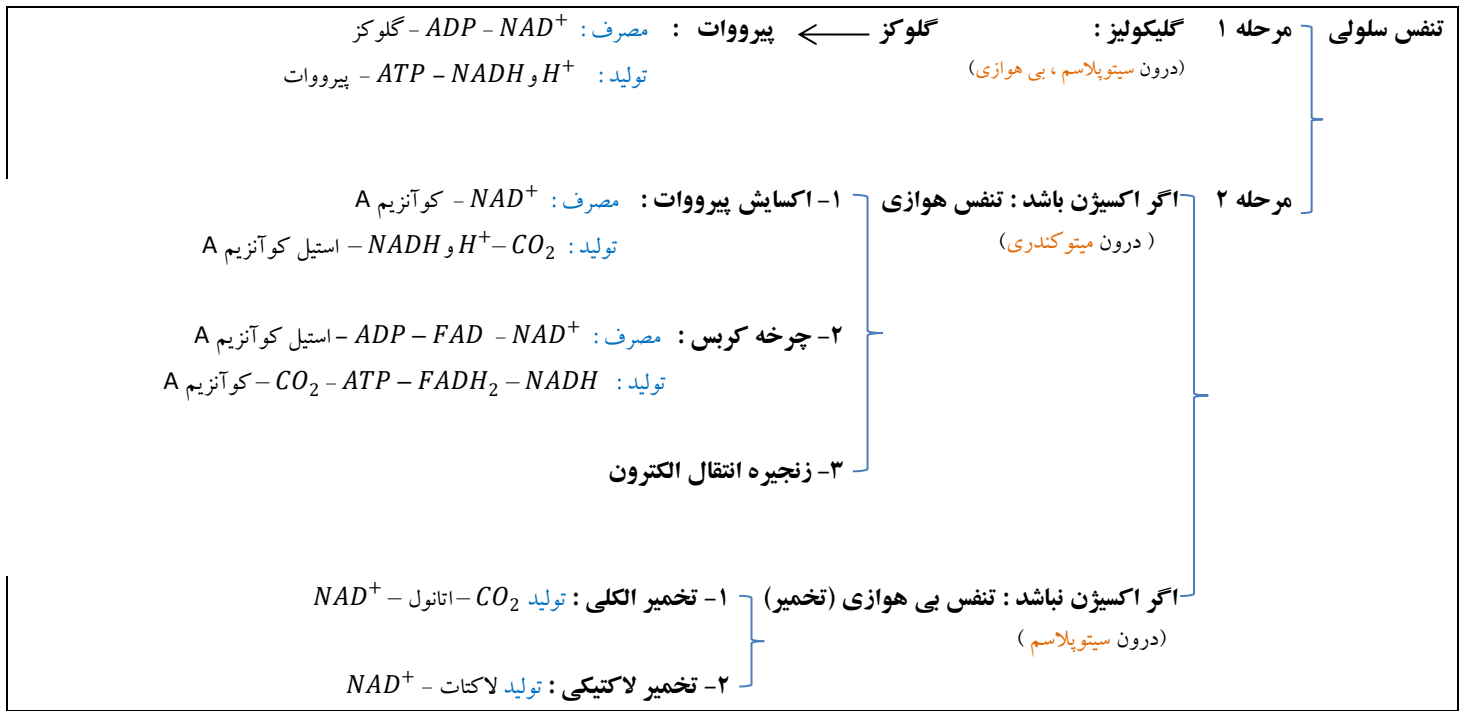 تنفس سلولی مرحله ۱ گلیکولیز : گلوکز ⟵ پیرووات : مصرف : NAD⁺ - ADP - گلوکز
(درون سیتوپلاسم ، بی هوازی) تولید : H⁺ و NADH – ATP - پیرووات
مرحله ۲ اگر اکسیژن باشد : تنفس هوازی ۱- اکسایش پیرووات : مصرف : NAD⁺ - کوآنزیم A
( درون میتوکندری) تولید : CO₂ – H⁺ و NADH – استیل کوآنزیم A
۲- چرخه کربس : مصرف : NAD⁺ - FAD – ADP - استیل کوآنزیم A
تولید : NADH – FADH₂ – ATP - CO₂ – کوآنزیم A
۳- زنجیره انتقال الکترون
اگر اکسیژن نباشد : تنفس بی هوازی (تخمیر) ۱- تخمیر الکلی : تولید CO₂ – اتانول – NAD⁺
(درون سیتوپلاسم )
۲- تخمیر لاکتیکی : تولید لاکتات - NAD⁺